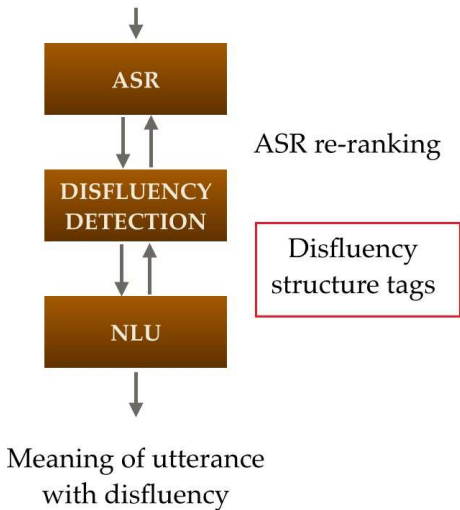 ASR
ASR re-ranking
DISFLUENCY
DETECTION
Disfluency
structure tags
NLU
Meaning of utterance
with disfluency